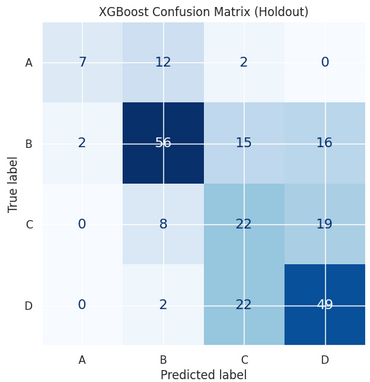 XGBoost Confusion Matrix (Holdout)
True label
A 7 12 2 0
B 2 56 15 16
C 0 8 22 19
D 0 2 22 49
A B C D
Predicted label